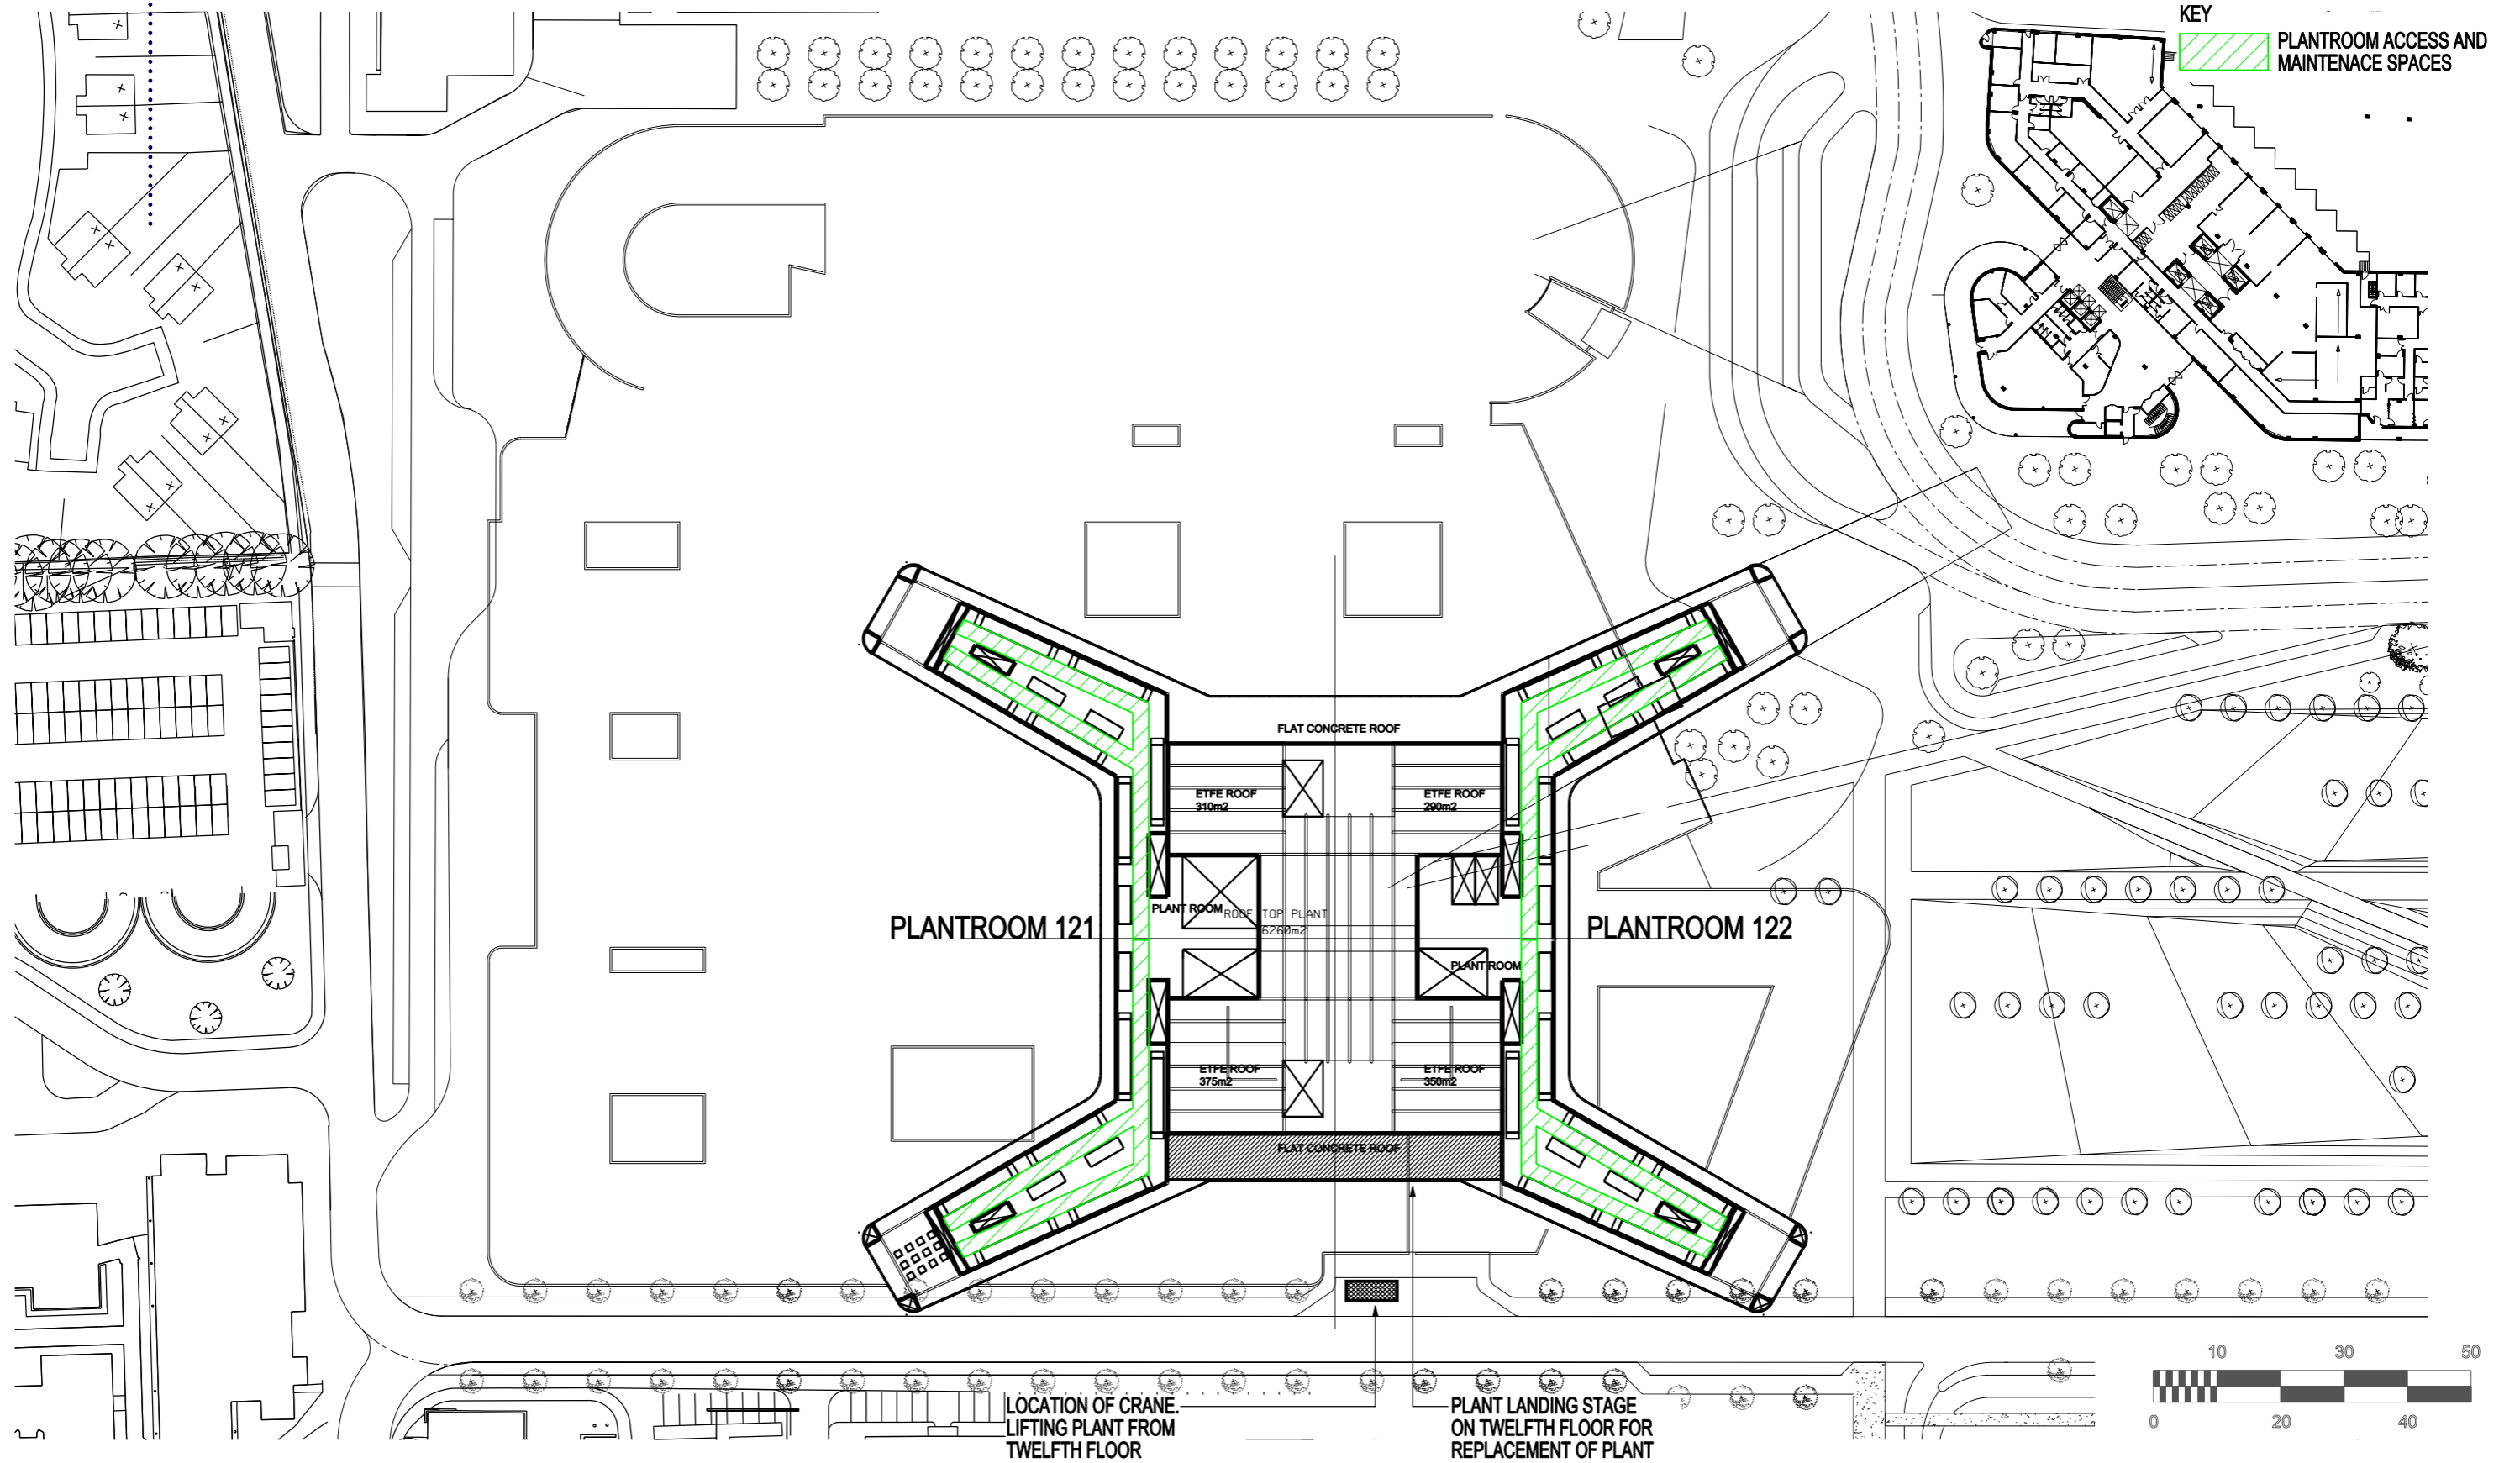 KEY
PLANTROOM ACCESS AND
MAINTENACE SPACES
FLAT CONCRETE ROOF
ETFE ROOF
310m2
ETFE ROOF
290m2
PLANT ROOM
ROOF TOP PLANT
6260m2
PLANTROOM 121
PLANTROOM 122
PLANT ROOM
ETFE ROOF
375m2
ETFE ROOF
350m2
FLAT CONCRETE ROOF
LOCATION OF CRANE.
LIFTING PLANT FROM
TWELFTH FLOOR
PLANT LANDING STAGE
ON TWELFTH FLOOR FOR
REPLACEMENT OF PLANT
10 30 50
0 20 40